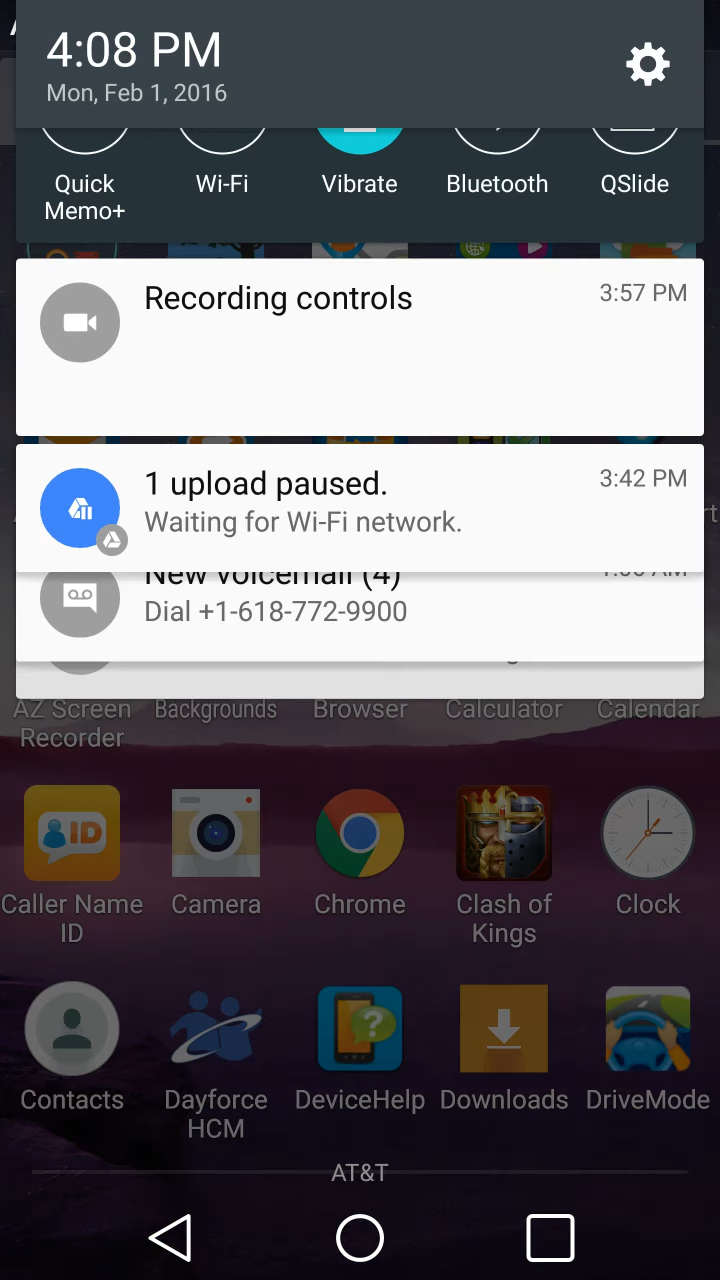 4:08 PM
Mon, Feb 1, 2016
Quick
Memo+
Wi-Fi
Vibrate
Bluetooth
QSlide
Recording controls
3:57 PM
1 upload paused.
3:42 PM
Waiting for Wi-Fi network.
New voicemail (4)
Dial +1-618-772-9900
AZ Screen
Recorder
Backgrounds
Browser
Calculator
Calendar
Caller Name
ID
Camera
Chrome
Clash of
Kings
Clock
Contacts
Dayforce
HCM
DeviceHelp
Downloads
DriveMode
AT&T